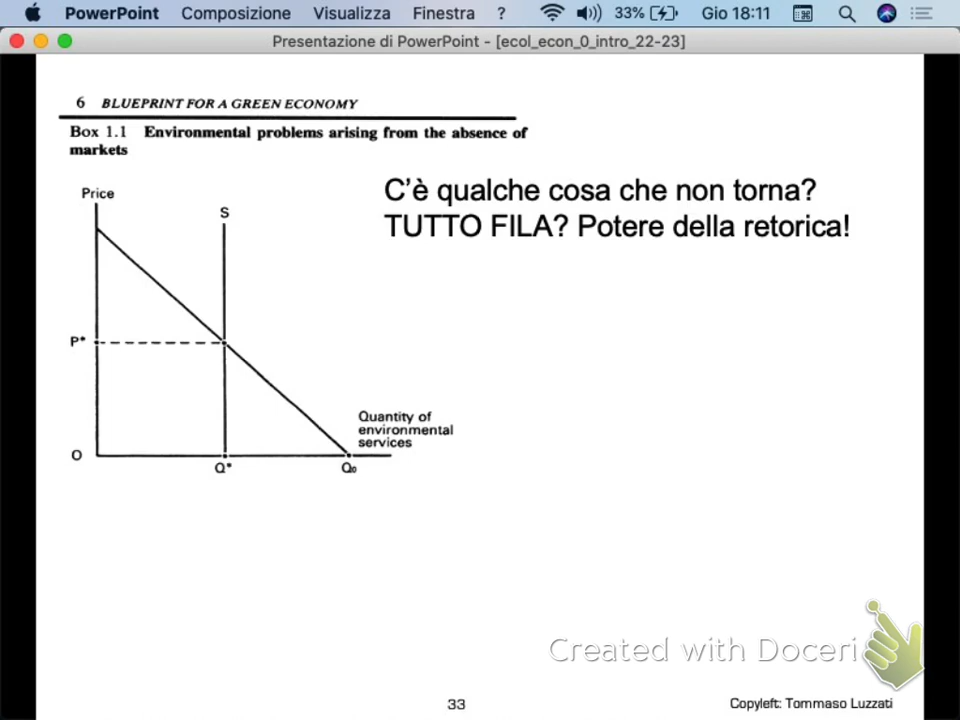 PowerPoint Composizione Visualizza Finestra ? 33% Gio 18:11
Presentazione di PowerPoint - [ecol_econ_0_intro_22-23]
6 BLUEPRINT FOR A GREEN ECONOMY
Box 1.1 Environmental problems arising from the absence of
markets
C'è qualche cosa che non torna?
TUTTO FILA? Potere della retorica!
Price
S
P*
Quantity of
environmental
services
O
Q*
Q₀
Created with Doceri
33
Copyleft: Tommaso Luzzati